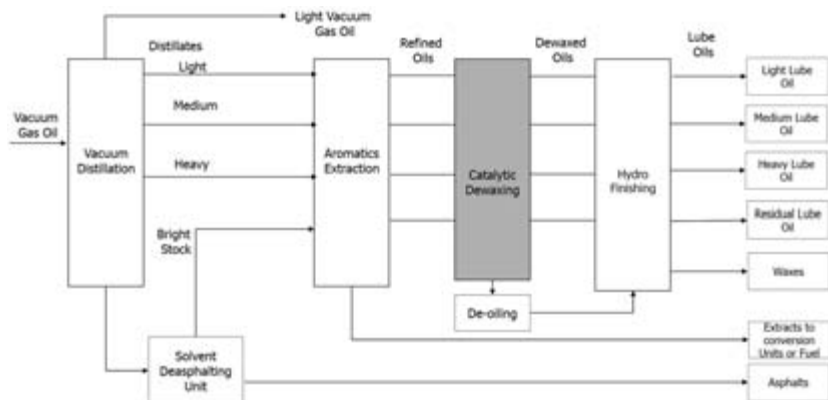 Light Vacuum
Gas Oil
Distillates
Refined
Oils
Dewaxed
Oils
Lube
Oils
Light
Light Lube
Oil
Vacuum
Gas Oil
Medium
Medium Lube
Oil
Vacuum
Distillation
Aromatics
Extraction
Catalytic
Dewaxing
Hydro
Finishing
Heavy
Heavy Lube
Oil
Bright
Stock
Residual Lube
Oil
Waxes
De-oiling
Extracts to
conversion
Units or Fuel
Solvent
Deasphalting
Unit
Asphalts